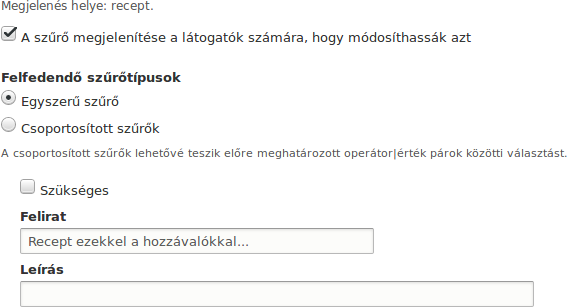 Megjelenés helye: recept.
A szűrő megjelenítése a látogatók számára, hogy módosíthassák azt
Felfedendő szűrőtípusok
Egyszerű szűrő
Csoportosított szűrők
A csoportosított szűrők lehetővé teszik előre meghatározott operátor|érték párok közötti választást.
Szükséges
Felirat
Recept ezekkel a hozzávalókkal...
Leírás